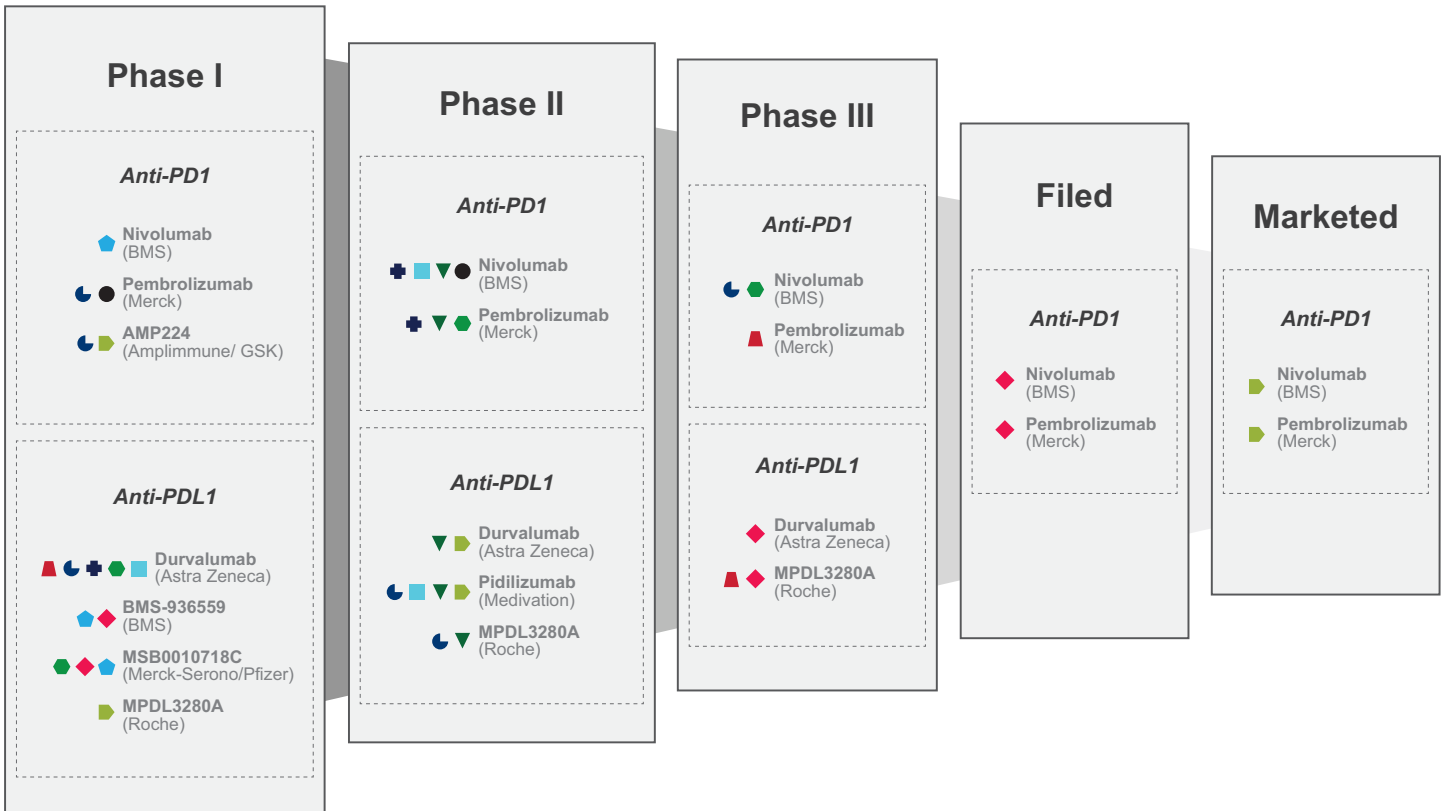 Phase I
Anti-PD1
Nivolumab
(BMS)
Pembrolizumab
(Merck)
AMP224
(Amplimmune/ GSK)
Anti-PDL1
Durvalumab
(Astra Zeneca)
BMS-936559
(BMS)
MSB0010718C
(Merck-Serono/Pfizer)
MPDL3280A
(Roche)
Phase II
Anti-PD1
Nivolumab
(BMS)
Pembrolizumab
(Merck)
Anti-PDL1
Durvalumab
(Astra Zeneca)
Pidilizumab
(Medivation)
MPDL3280A
(Roche)
Phase III
Anti-PD1
Nivolumab
(BMS)
Pembrolizumab
(Merck)
Anti-PDL1
Durvalumab
(Astra Zeneca)
MPDL3280A
(Roche)
Filed
Anti-PD1
Nivolumab
(BMS)
Pembrolizumab
(Merck)
Marketed
Anti-PD1
Nivolumab
(BMS)
Pembrolizumab
(Merck)